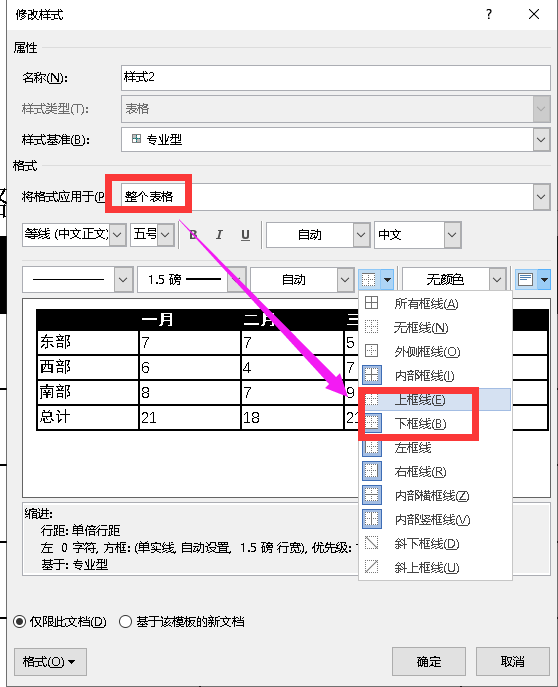 修改样式 ?
属性
名称(N): 样式2
样式类型(T): 表格
样式基准(B): 专业型
格式
将格式应用于(P 整个表格
等线 (中文正文) 五号 B I U 自动 中文
1.5 磅 自动 无颜色
一月 二月 三
东部 7 7 5
西部 6 4 7
南部 8 7 9
总计 21 18 21
所有框线(A)
无框线(N)
外侧框线(O)
内部框线(I)
上框线(E)
下框线(B)
左框线
右框线(R)
内部横框线(Z)
内部竖框线(V)
斜下框线(D)
斜上框线(U)
缩进:
行距: 单倍行距
左 0 字符, 方框: (单实线, 自动设置, 1.5 磅 行宽), 优先级:
基于: 专业型
仅限此文档(D) 基于该模板的新文档
格式(O) 确定 取消